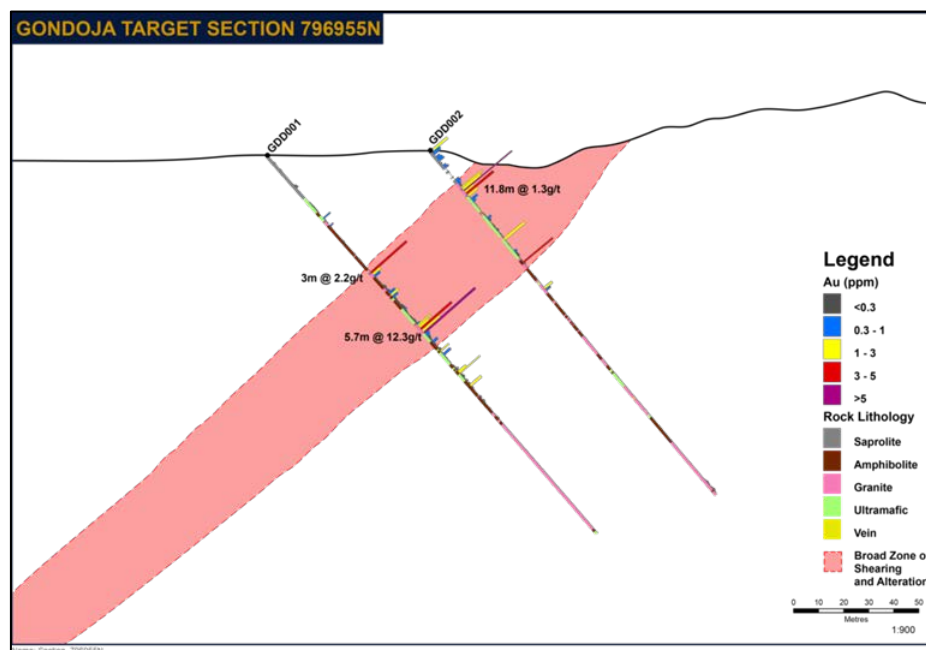 GONDOJA TARGET SECTION 796955N
GDD001
GDD002
11.8m @ 1.3g/t
3m @ 2.2g/t
5.7m @ 12.3g/t
Legend
Au (ppm)
<0.3
0.3 - 1
1 - 3
3 - 5
>5
Rock Lithology
Saprolite
Amphibolite
Granite
Ultramafic
Vein
Broad Zone o
Shearing
and Alteration
0 10 20 30 40 50
Metres
1:900